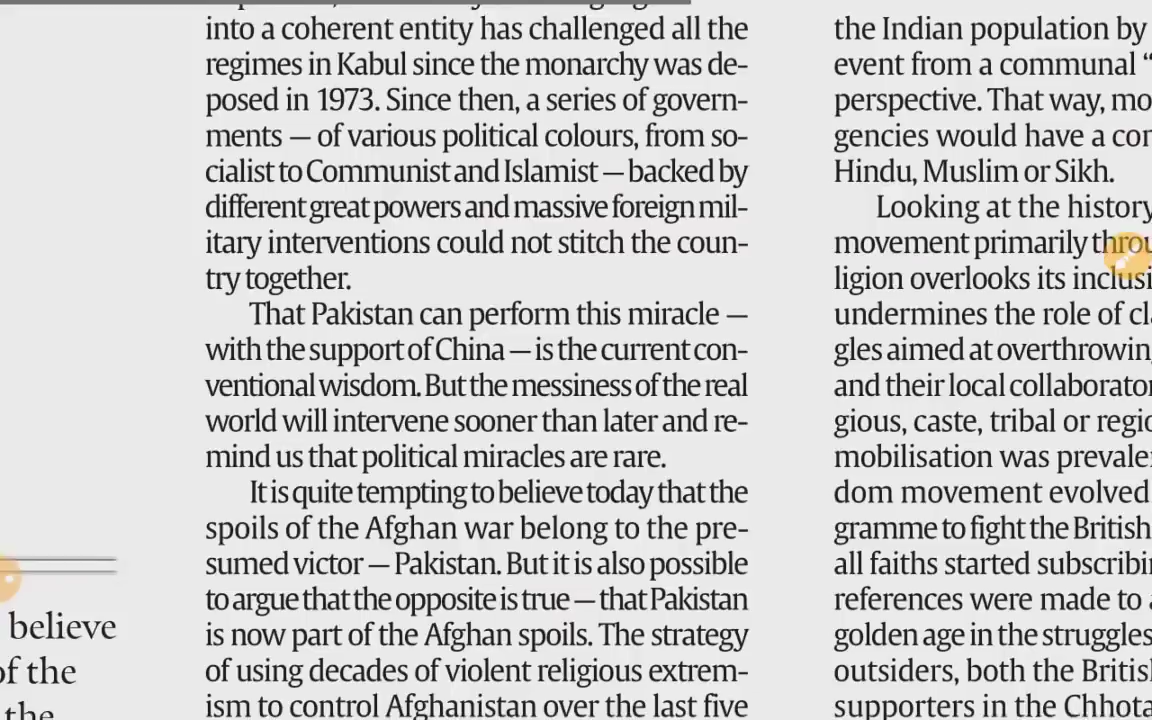 into a coherent entity has challenged all the
regimes in Kabul since the monarchy was de-
posed in 1973. Since then, a series of govern-
ments — of various political colours, from so-
cialist to Communist and Islamist — backed by
different great powers and massive foreign mil-
itary interventions could not stitch the coun-
try together.
That Pakistan can perform this miracle —
with the support of China — is the current con-
ventional wisdom. But the messiness of the real
world will intervene sooner than later and re-
mind us that political miracles are rare.
It is quite tempting to believe today that the
spoils of the Afghan war belong to the pre-
sumed victor — Pakistan. But it is also possible
to argue that the opposite is true — that Pakistan
is now part of the Afghan spoils. The strategy
of using decades of violent religious extrem-
ism to control Afghanistan over the last five
the Indian population by
event from a communal “
perspective. That way, mo
gencies would have a con
Hindu, Muslim or Sikh.
Looking at the history
movement primarily throu
ligion overlooks its inclusi
undermines the role of cl
gles aimed at overthrowin
and their local collaborator
gious, caste, tribal or regio
mobilisation was prevale
dom movement evolved
gramme to fight the British
all faiths started subscribi
references were made to a
golden age in the struggles
outsiders, both the Britis
supporters in the Chhota
believe
of the
the